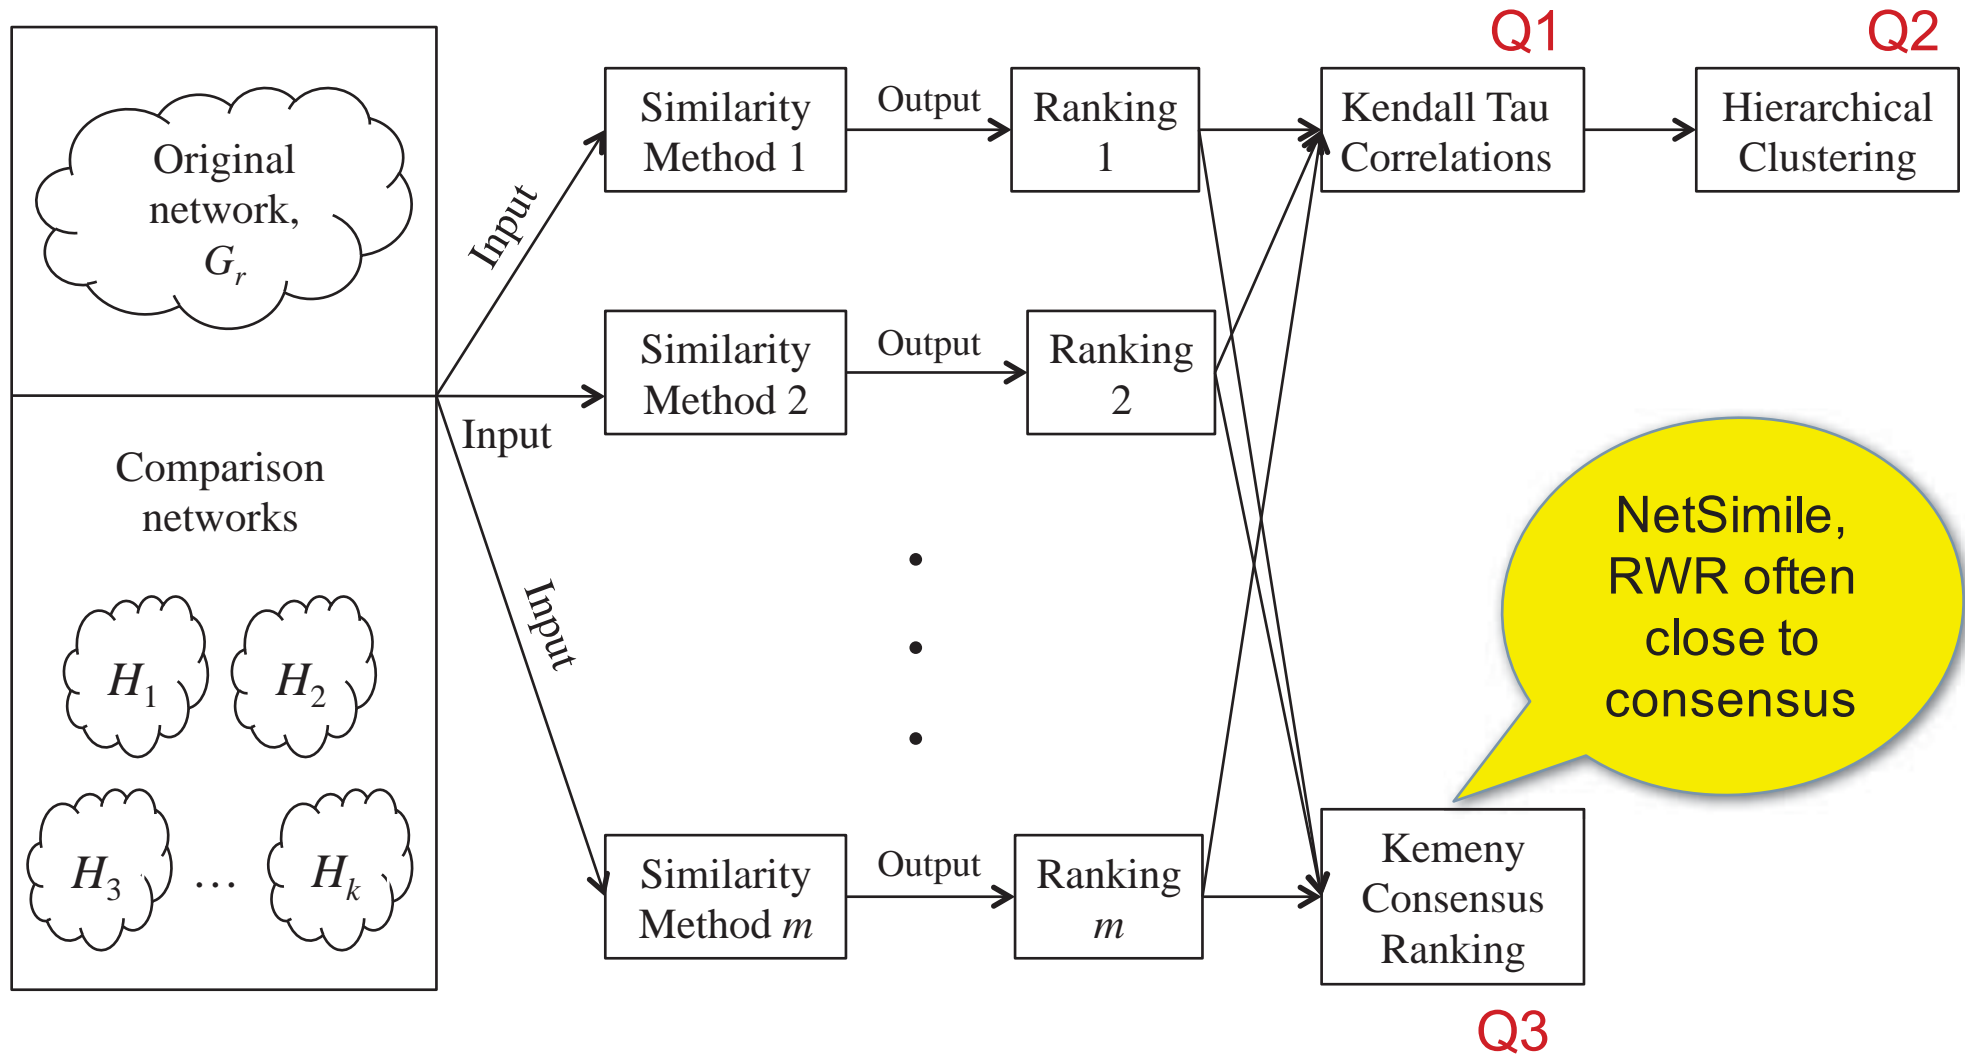 Original
network,
G_r
Comparison
networks
H_1
H_2
H_3
...
H_k
Input
Input
Input
Similarity
Method 1
Output
Ranking
1
Similarity
Method 2
Output
Ranking
2
Similarity
Method m
Output
Ranking
m
Q1
Kendall Tau
Correlations
Q2
Hierarchical
Clustering
NetSimile,
RWR often
close to
consensus
Kemeny
Consensus
Ranking
Q3